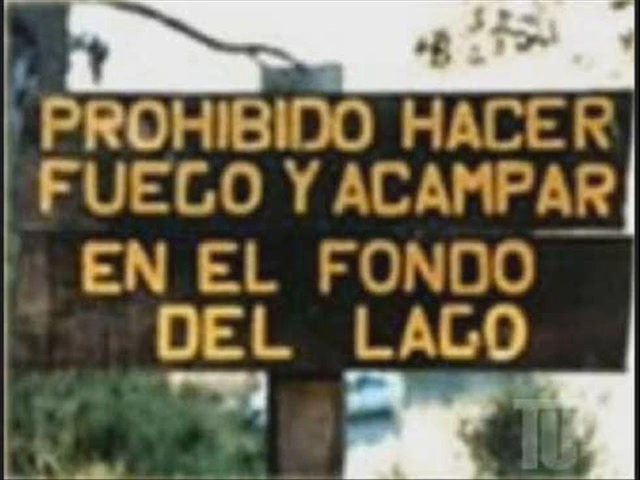 PROHIBIDO HACER
FUEGO Y ACAMPAR
EN EL FONDO
DEL LAGO
TU